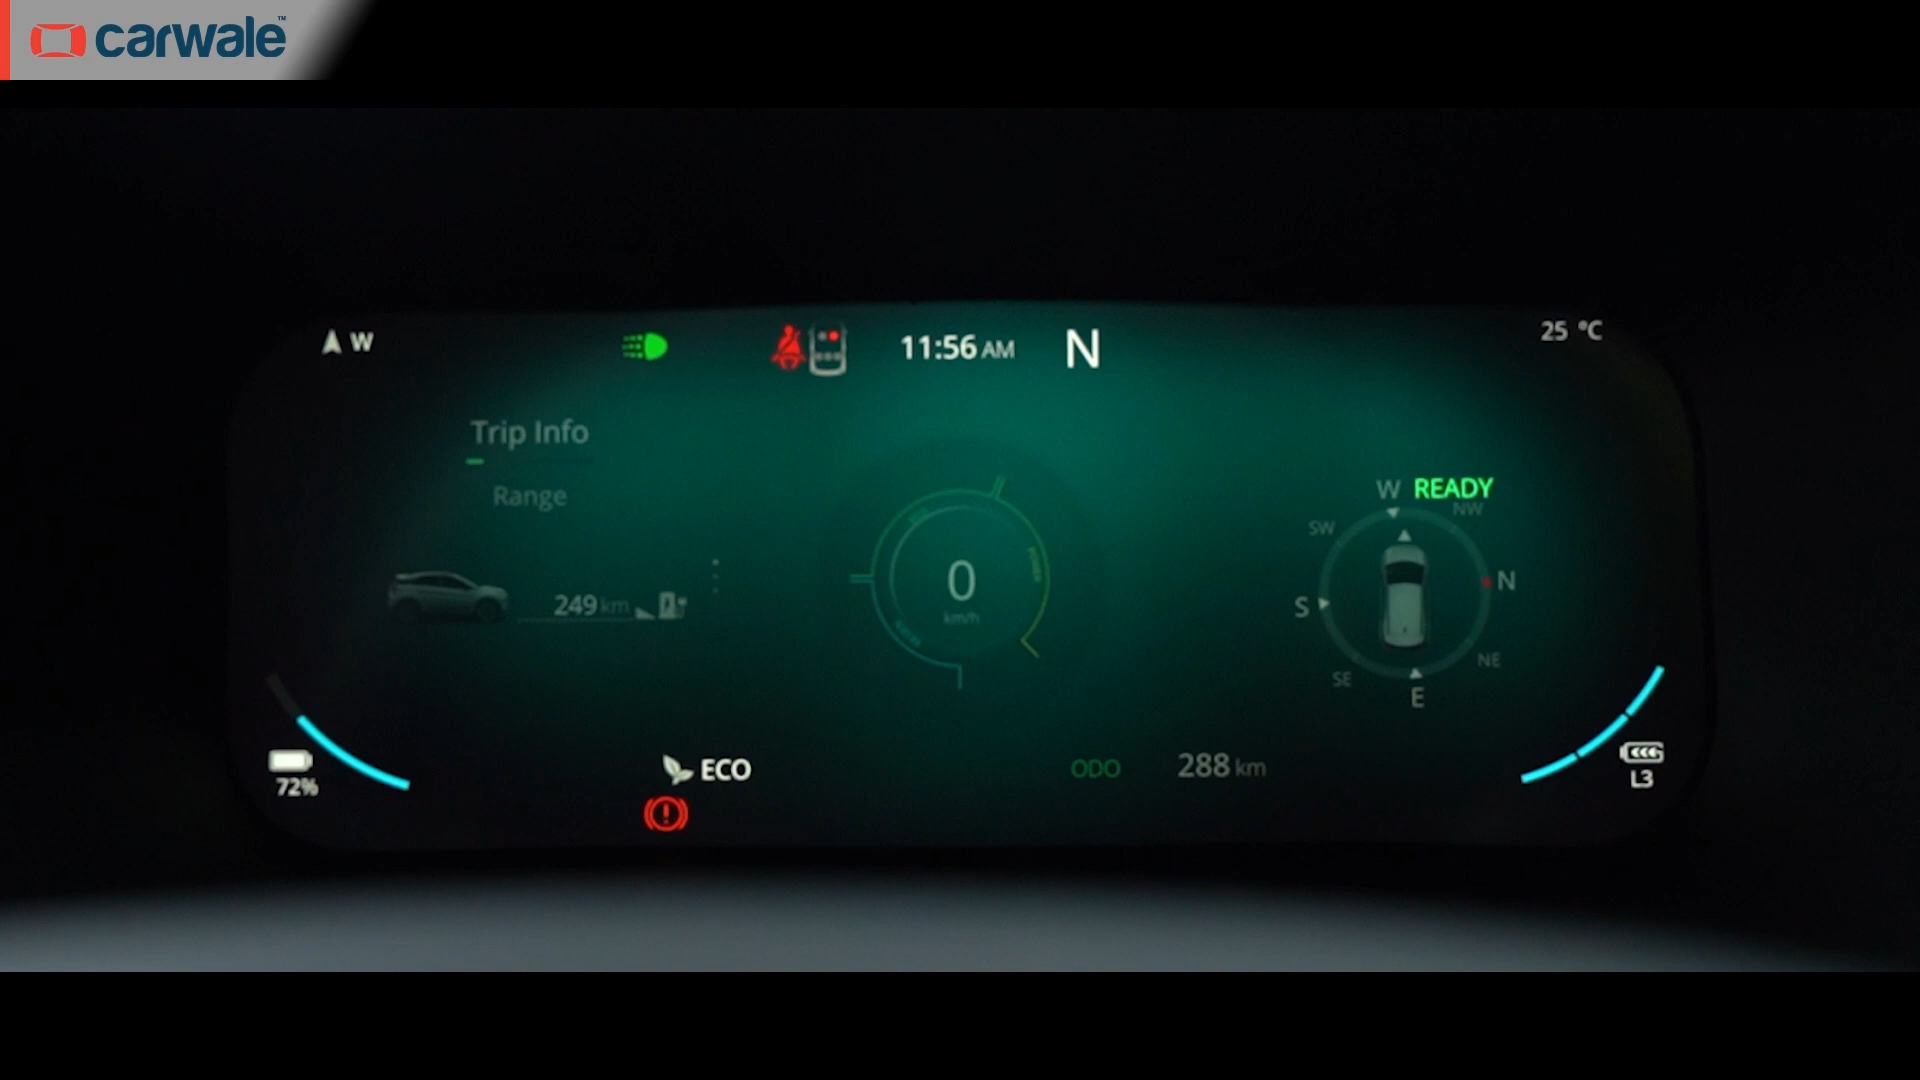 carwale™
W
11:56 AM
N
25 °C
Trip Info
Range
249 km
0
km/h
W READY
SW
NW
N
S
SE
NE
E
72%
ECO
ODO 288 km
L3